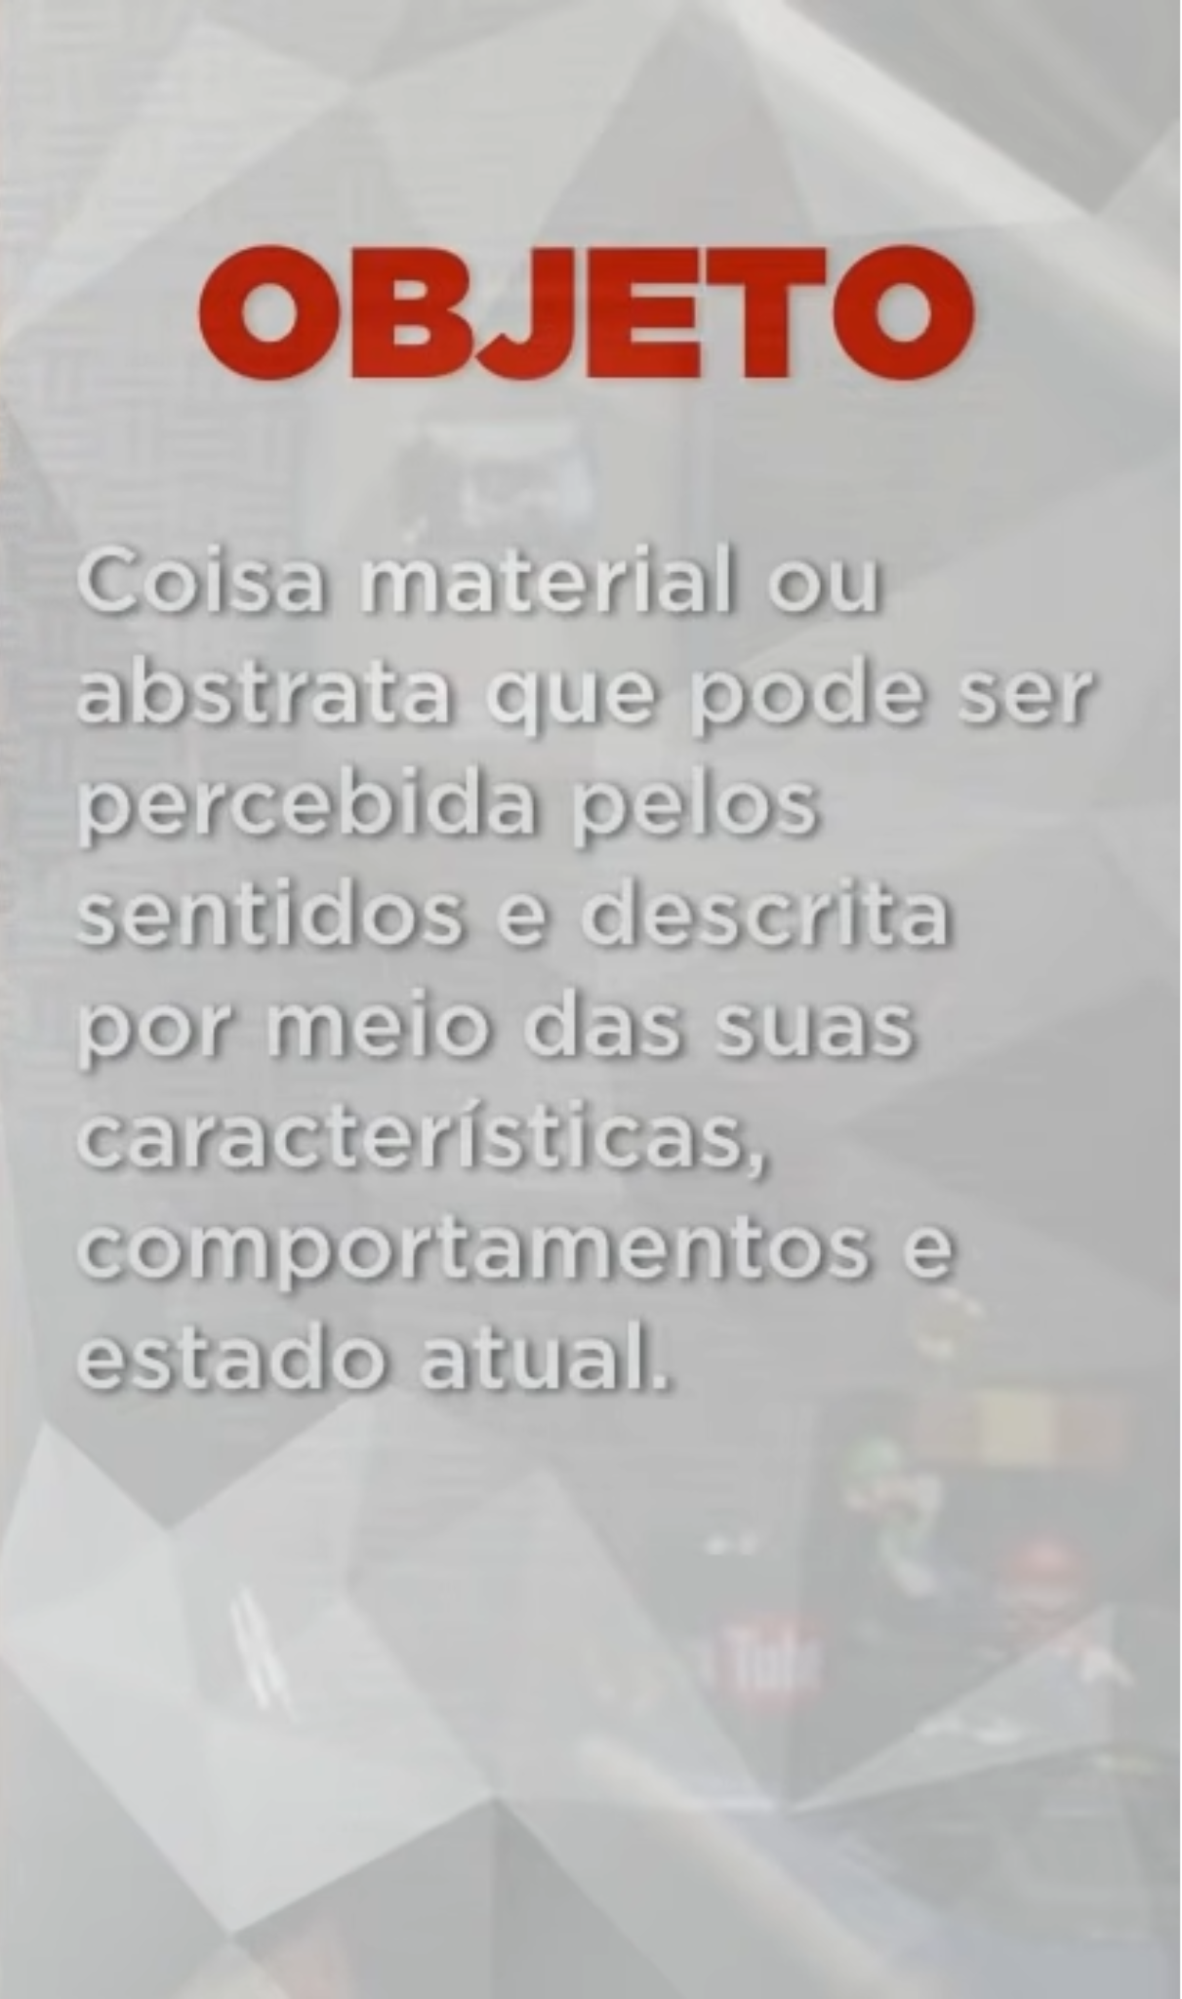 OBJETO
Coisa material ou
abstrata que pode ser
percebida pelos
sentidos e descrita
por meio das suas
características,
comportamentos e
estado atual.
Tube